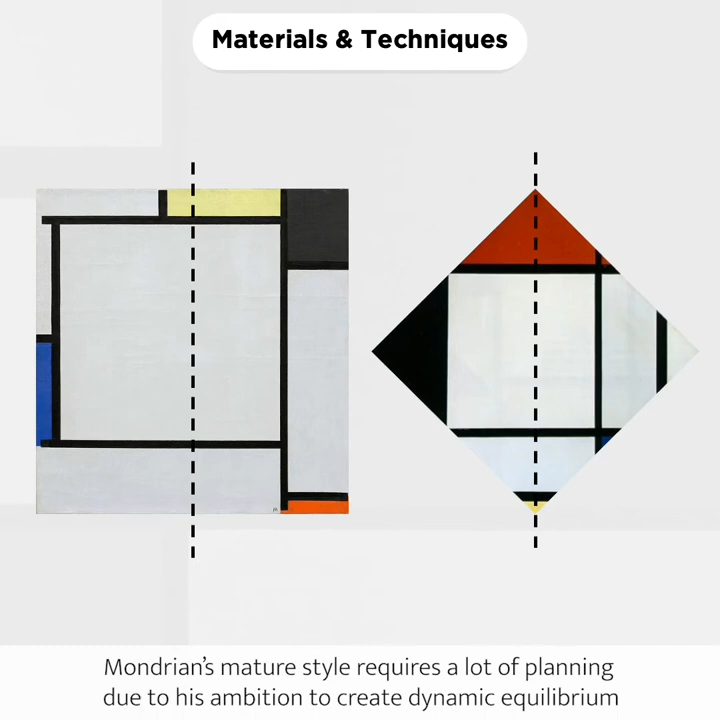 Materials & Techniques
Mondrian’s mature style requires a lot of planning
due to his ambition to create dynamic equilibrium